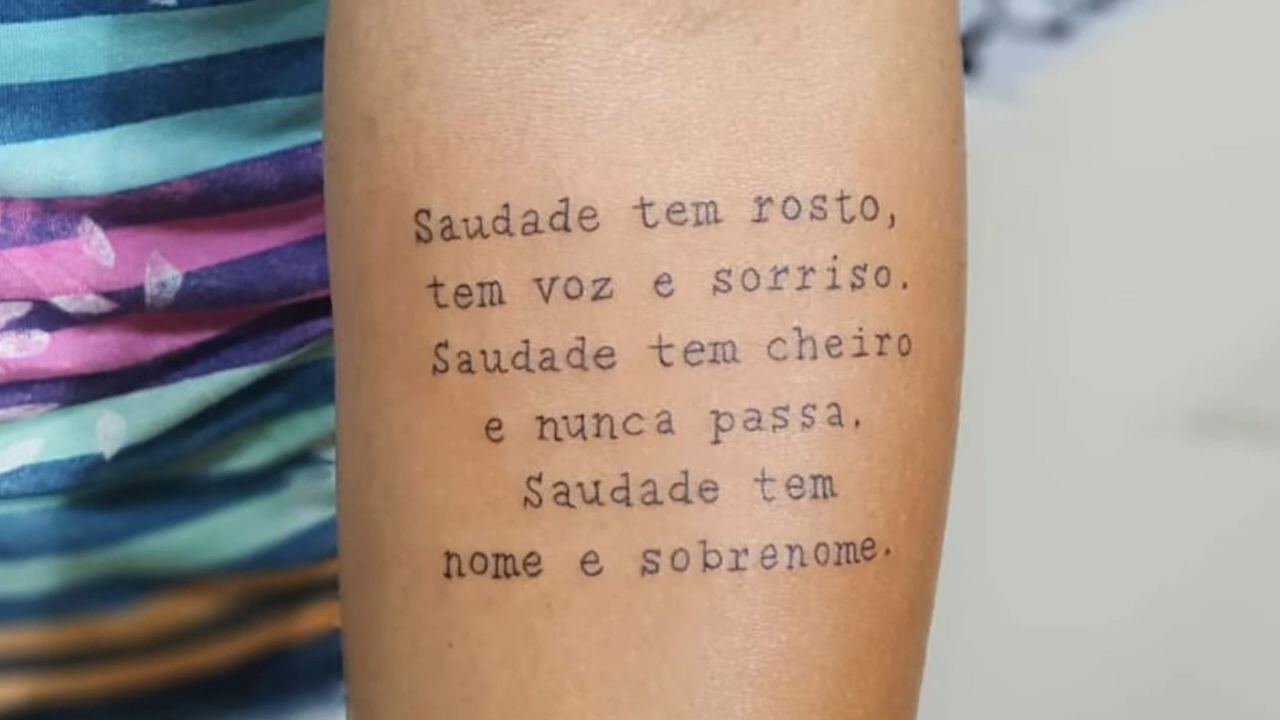 Saudade tem rosto,
tem voz e sorriso.
Saudade tem cheiro
e nunca passa.
Saudade tem
nome e sobrenome.